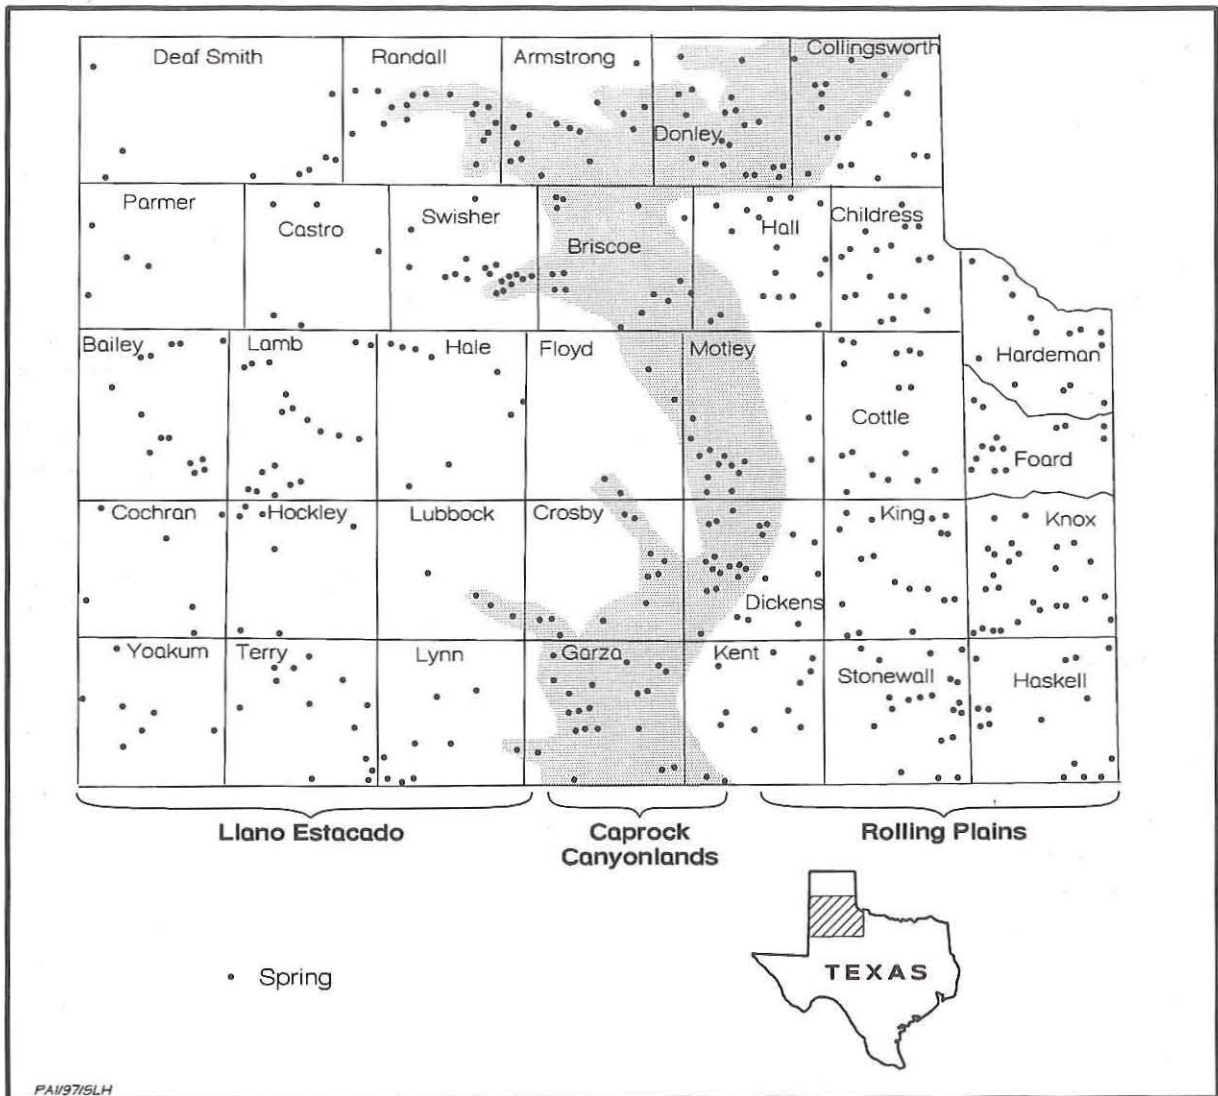 Deaf Smith
Randall
Armstrong
Collingsworth
Donley
Parmer
Castro
Swisher
Briscoe
Hall
Childress
Bailey
Lamb
Hale
Floyd
Motley
Cottle
Hardeman
Foard
Cochran
Hockley
Lubbock
Crosby
Dickens
King
Knox
Yoakum
Terry
Lynn
Garza
Kent
Stonewall
Haskell
Llano Estacado
Caprock
Canyonlands
Rolling Plains
Spring
TEXAS
PAI/97/SLH